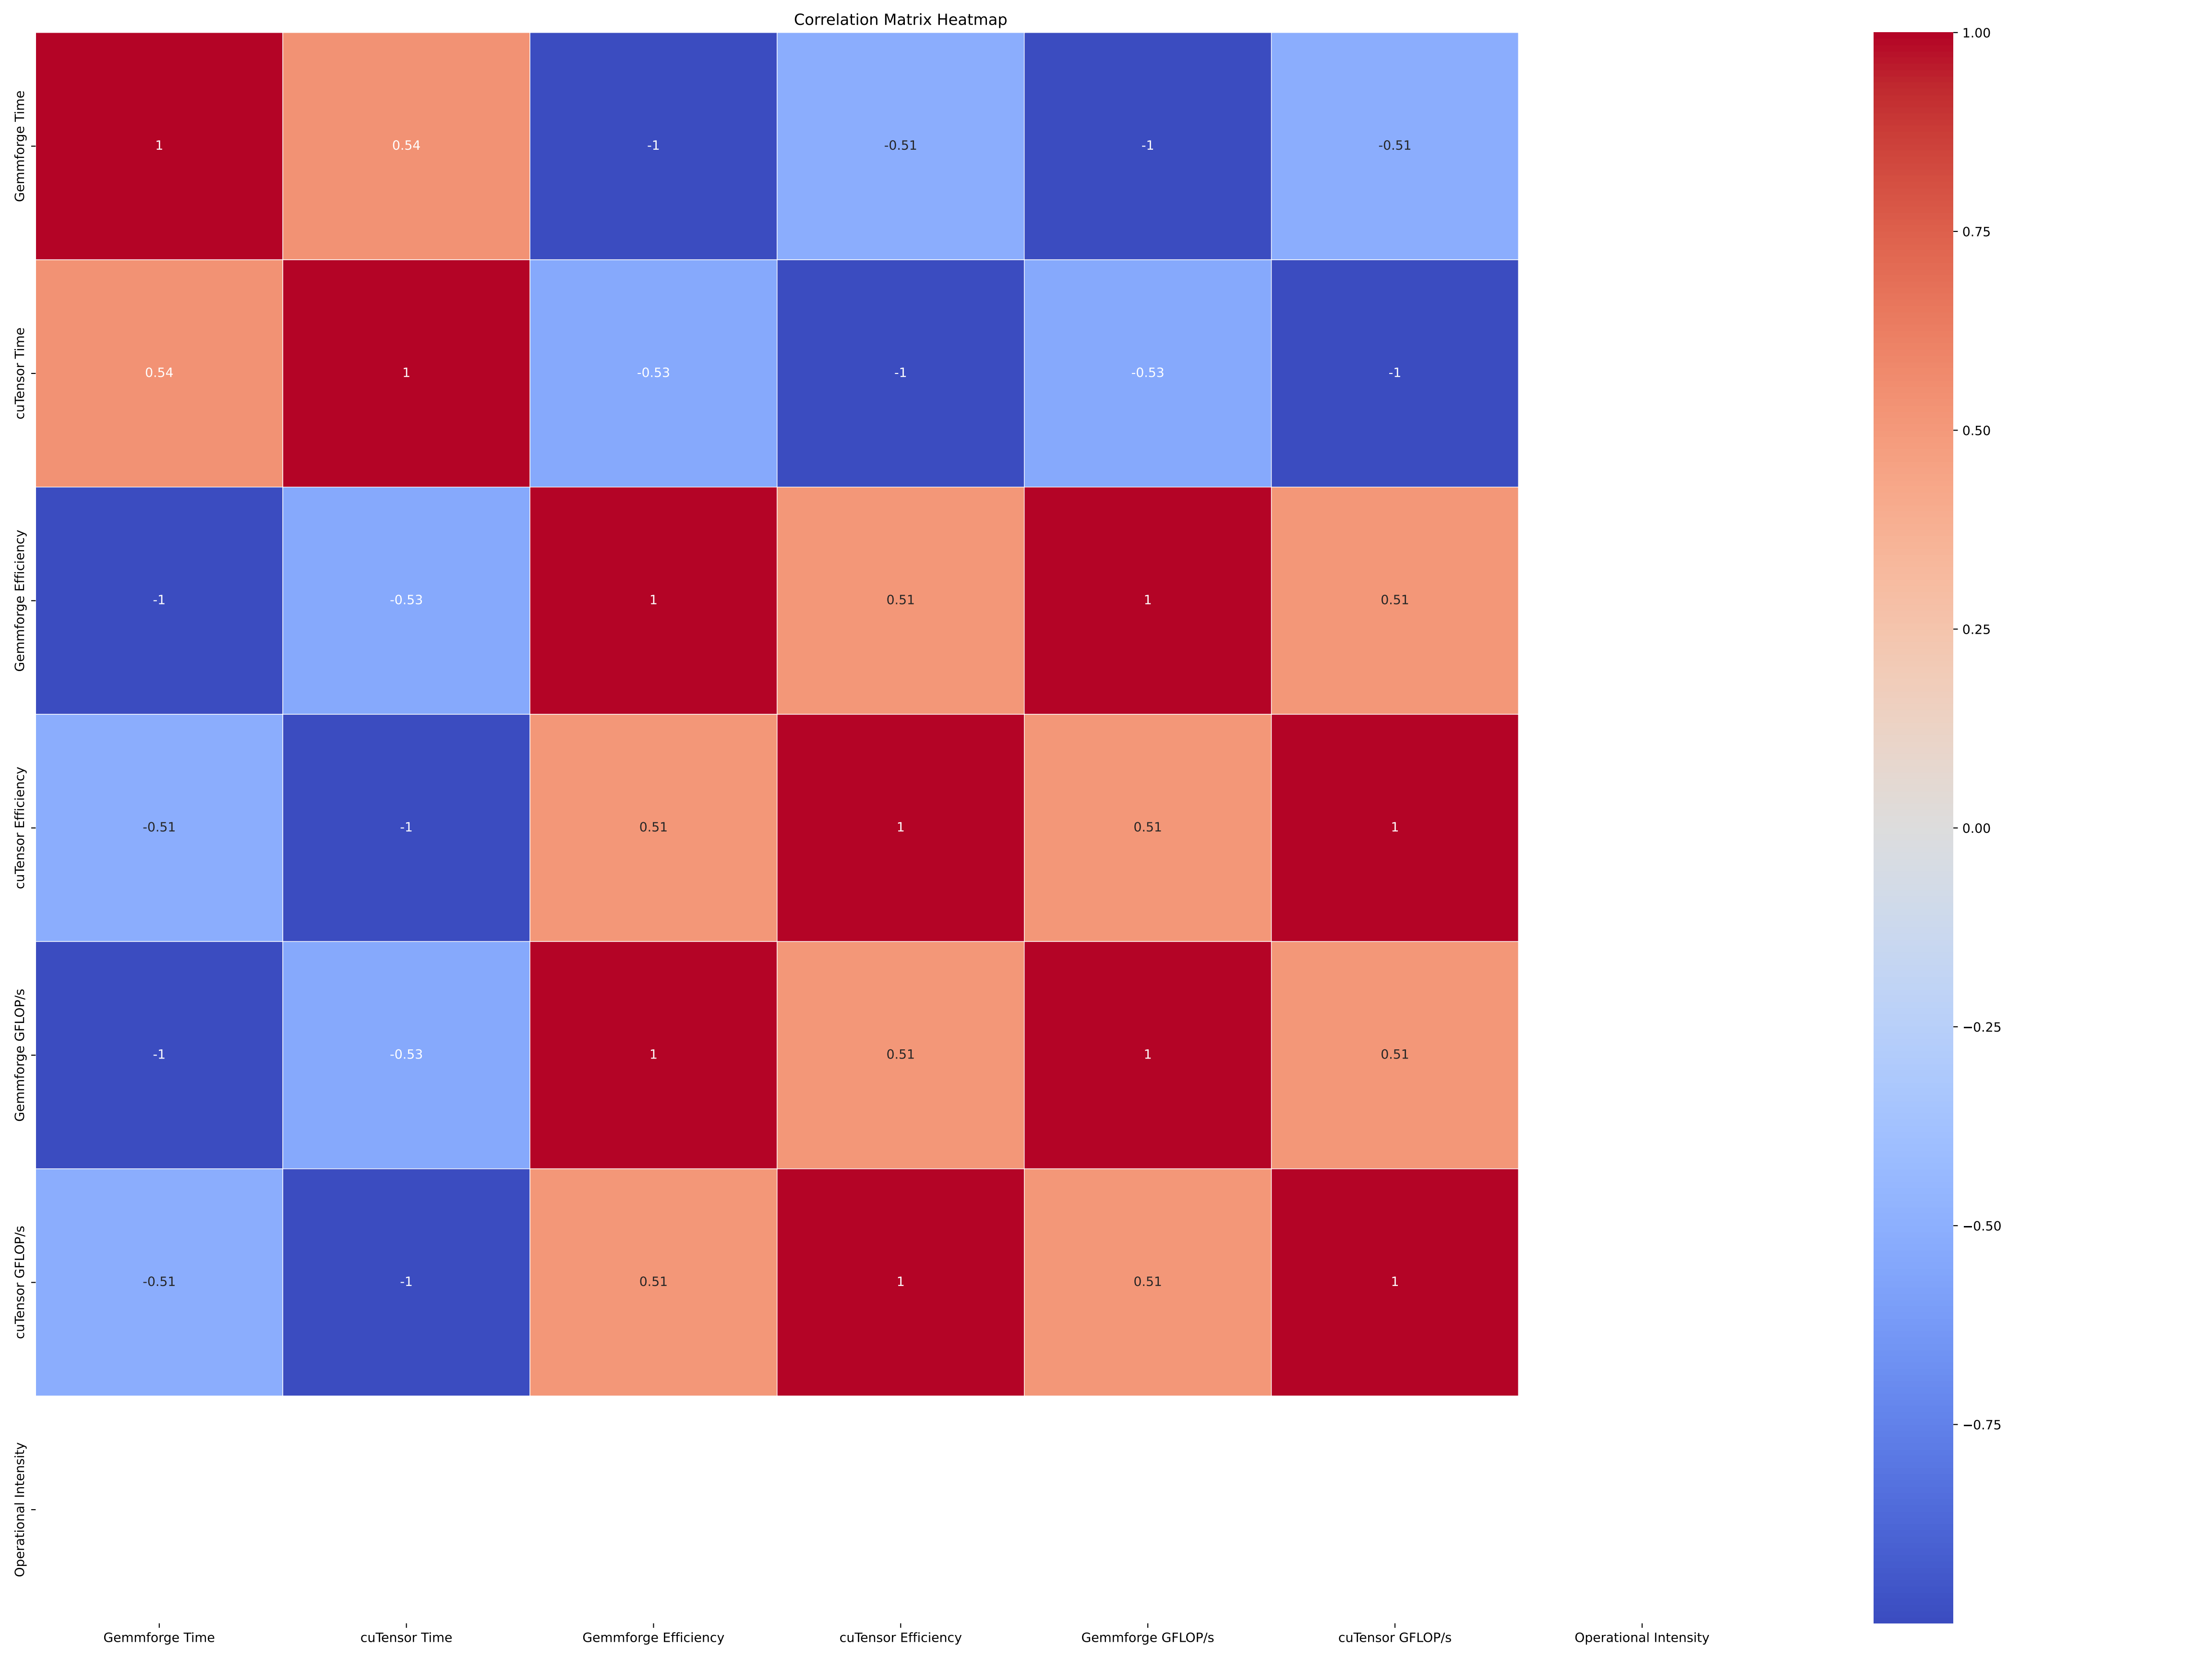 Correlation Matrix Heatmap
Gemmforge Time
1 0.54 -1 -0.51 -1 -0.51
cuTensor Time
0.54 1 -0.53 -1 -0.53 -1
Gemmforge Efficiency
-1 -0.53 1 0.51 1 0.51
cuTensor Efficiency
-0.51 -1 0.51 1 0.51 1
Gemmforge GFLOP/s
-1 -0.53 1 0.51 1 0.51
cuTensor GFLOP/s
-0.51 -1 0.51 1 0.51 1
Operational Intensity
Gemmforge Time cuTensor Time Gemmforge Efficiency cuTensor Efficiency Gemmforge GFLOP/s cuTensor GFLOP/s Operational Intensity
1.00
0.75
0.50
0.25
0.00
−0.25
−0.50
−0.75